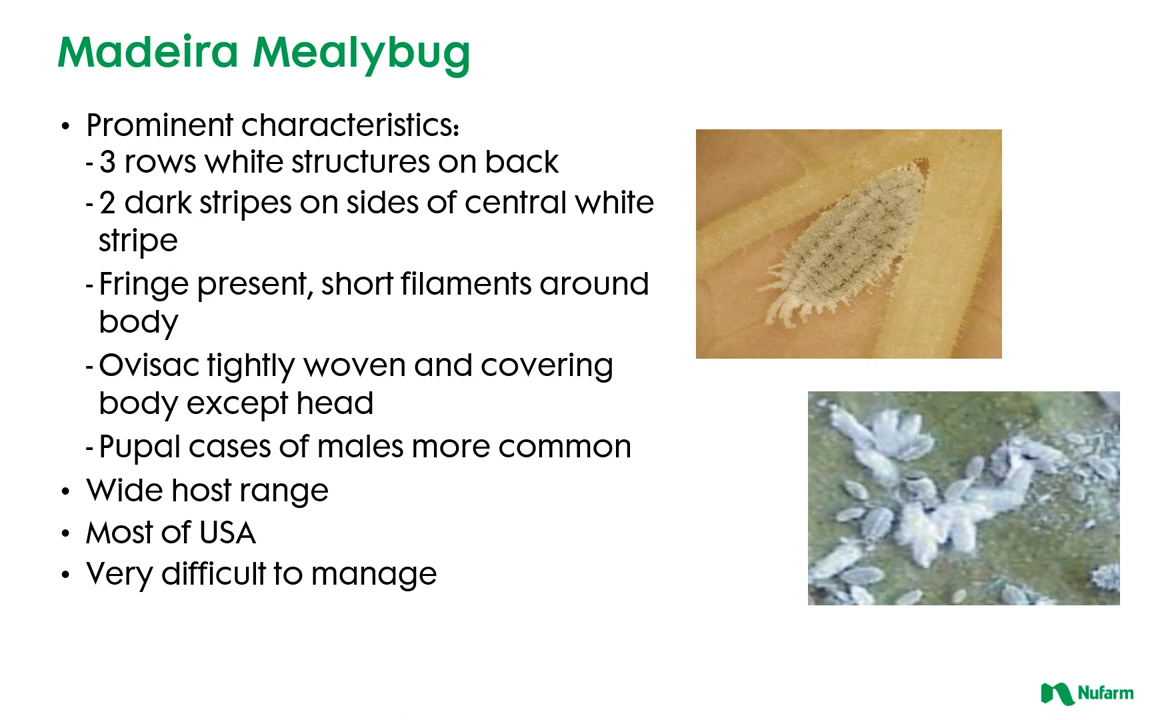 Madeira Mealybug
• Prominent characteristics:
- 3 rows white structures on back
- 2 dark stripes on sides of central white
stripe
- Fringe present, short filaments around
body
- Ovisac tightly woven and covering
body except head
- Pupal cases of males more common
• Wide host range
• Most of USA
• Very difficult to manage
Nufarm